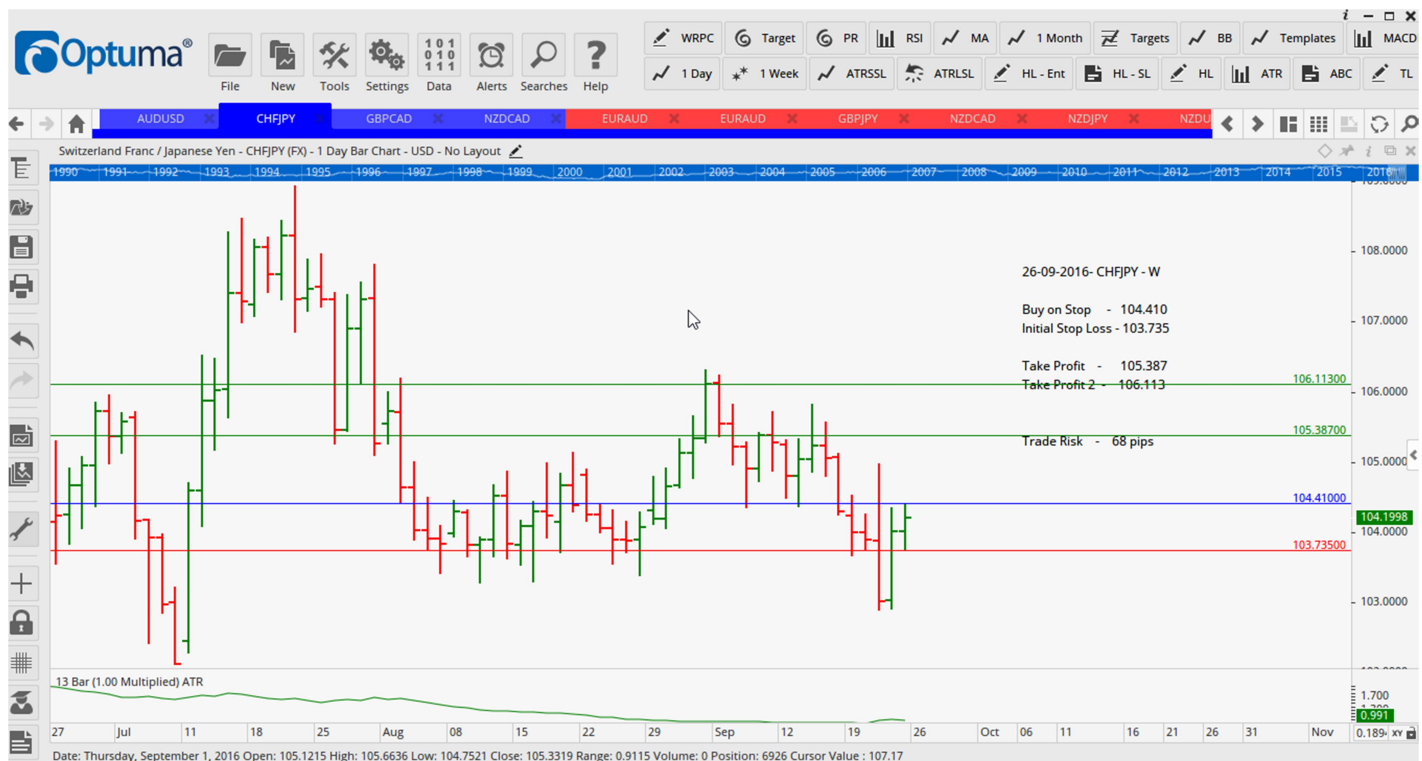 i
Optuma®
File New Tools Settings Data Alerts Searches Help
101
010
111
WRPC Target PR RSI MA 1 Month Targets BB Templates MACD
1 Day 1 Week ATRSSL ATRLSL HL - Ent HL - SL HL ATR ABC TL
AUDUSD CHFJPY GBPCAD NZDCAD EURAUD EURAUD GBPJPY NZDCAD NZDJPY NZDU
Switzerland Franc / Japanese Yen - CHFJPY (FX) - 1 Day Bar Chart - USD - No Layout
1990 1991 1992 1993 1994 1995 1996 1997 1998 1999 2000 2001 2002 2003 2004 2005 2006 2007 2008 2009 2010 2011 2012 2013 2014 2015 2016
108.0000
26-09-2016- CHFJPY - W
Buy on Stop - 104.410
107.0000
Initial Stop Loss - 103.735
Take Profit - 105.387
106.11300
Take Profit 2 - 106.113
106.0000
105.38700
Trade Risk - 68 pips
105.0000
104.41000
104.1998
104.0000
103.73500
103.0000
13 Bar (1.00 Multiplied) ATR
1.700
0.991
27 Jul 11 18 25 Aug 08 15 22 29 Sep 12 19 26 Oct 06 11 16 21 26 31 Nov 0.189 XY
Date: Thursday, September 1, 2016 Open: 105.1215 High: 105.6636 Low: 104.7521 Close: 105.3319 Range: 0.9115 Volume: 0 Position: 6926 Cursor Value : 107.17